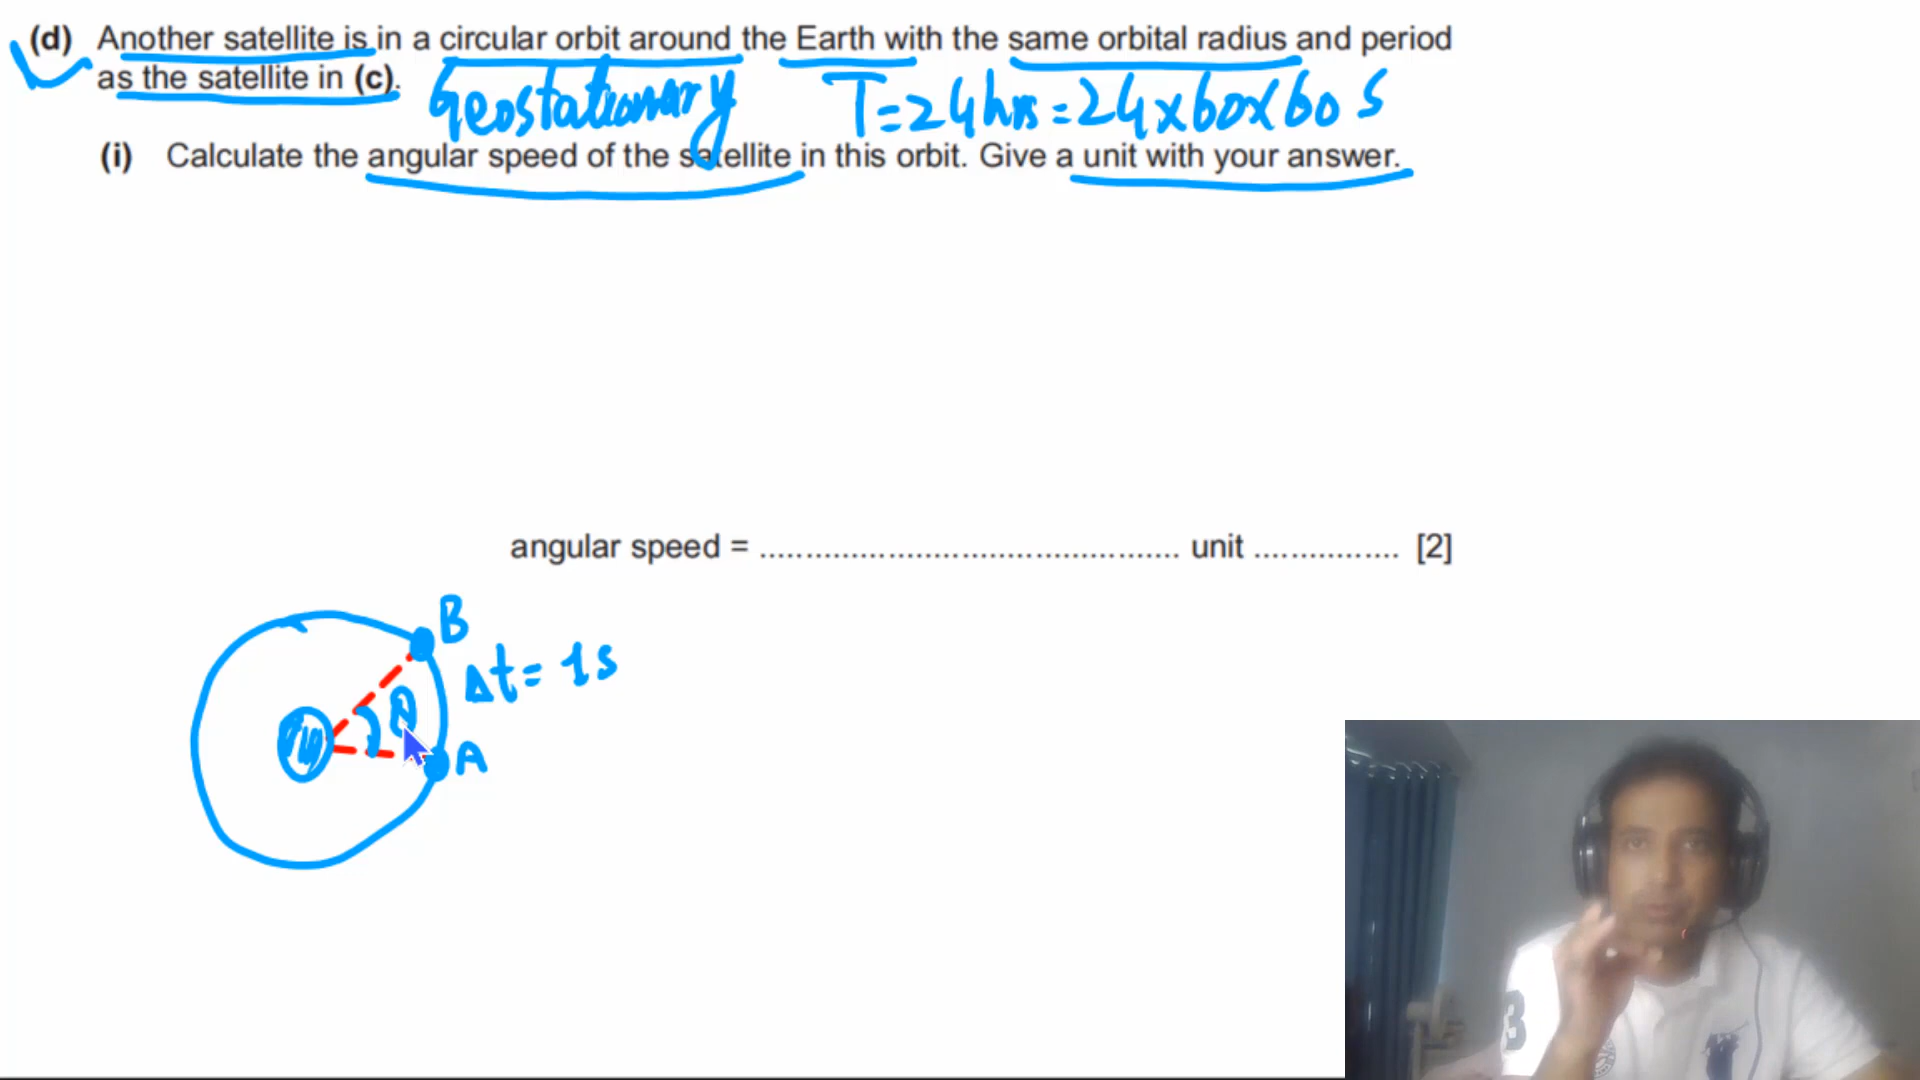 (d) Another satellite is in a circular orbit around the Earth with the same orbital radius and period
as the satellite in (c).
Geostationary T=24hrs=24x60x60 s
(i) Calculate the angular speed of the satellite in this orbit. Give a unit with your answer.
angular speed = .............................................. unit ................ [2]
B
Δt= 1s
θ
A
3